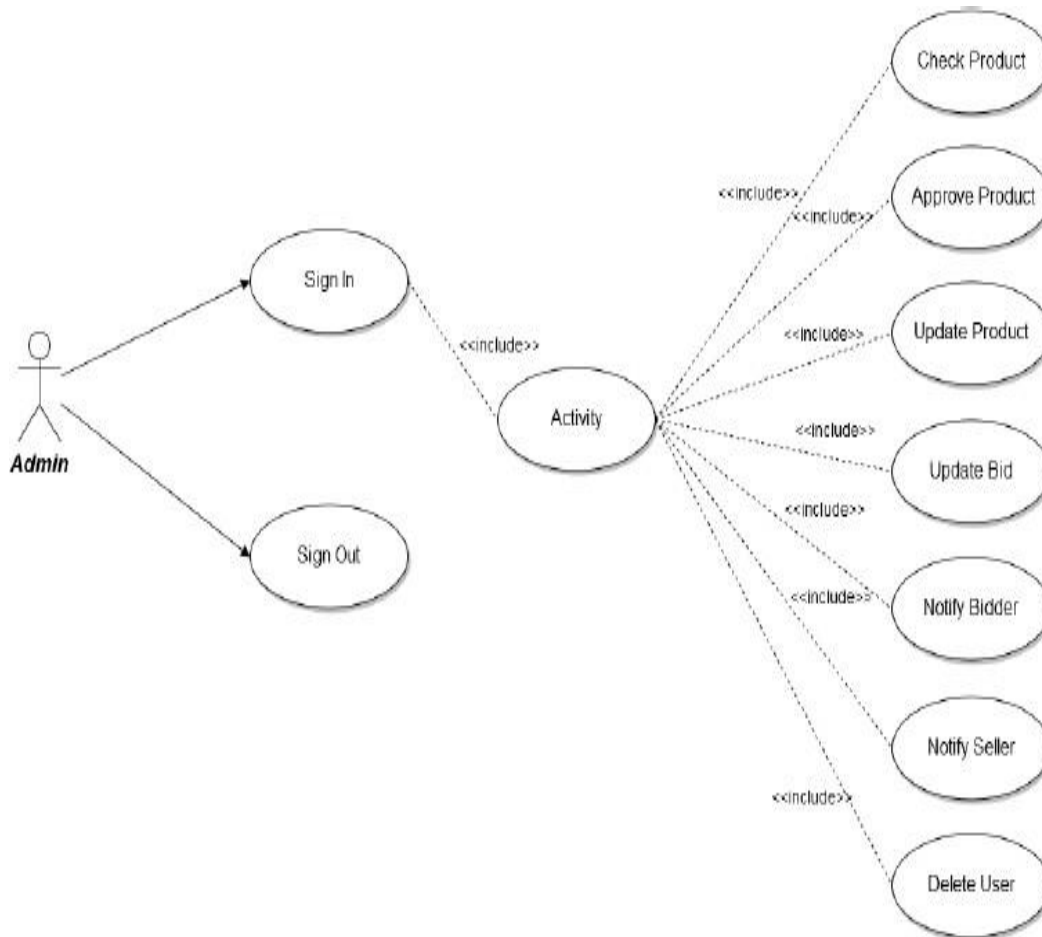 Check Product
<<include>>
Approve Product
<<include>>
Sign In
<<include>>
Update Product
<<include>>
Activity
<<include>>
Update Bid
Admin
<<include>>
Sign Out
Notify Bidder
<<include>>
Notify Seller
<<include>>
Delete User